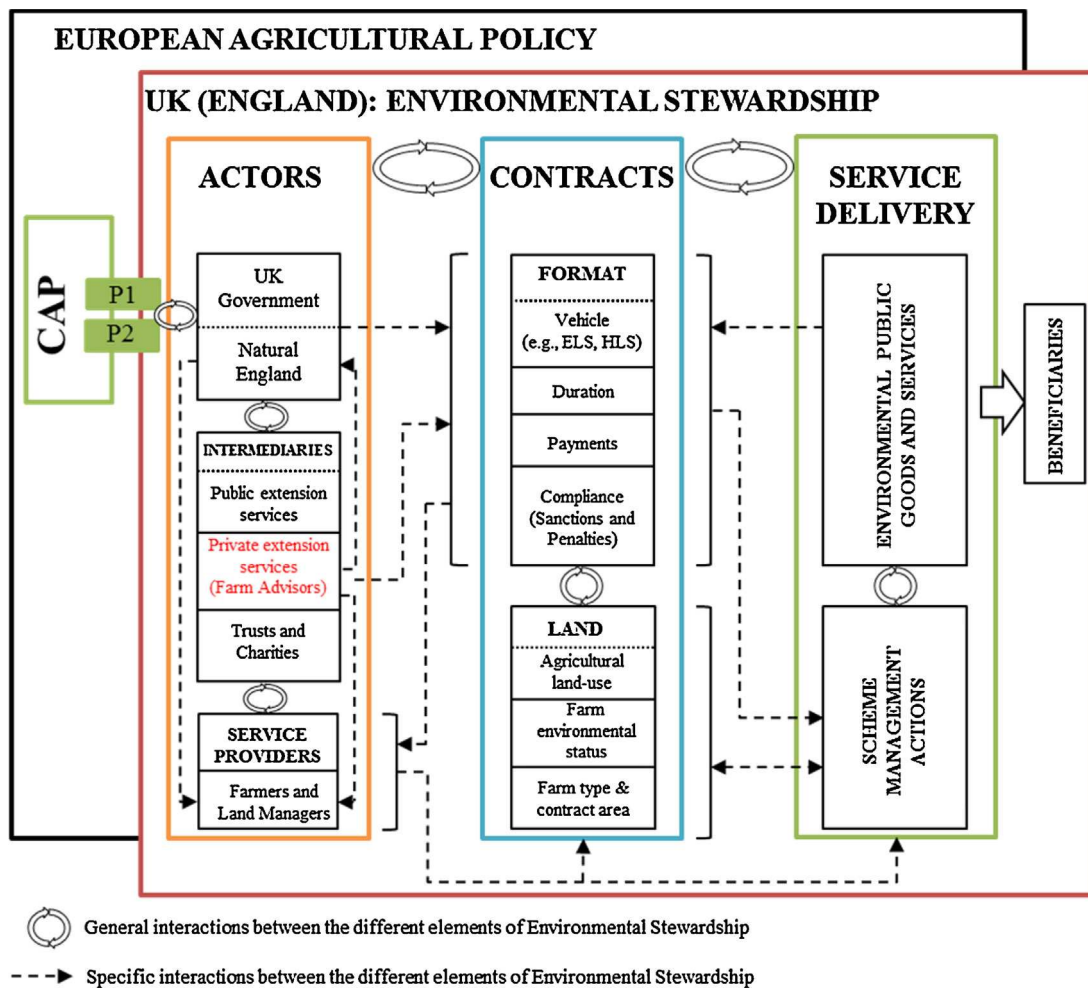 EUROPEAN AGRICULTURAL POLICY
UK (ENGLAND): ENVIRONMENTAL STEWARDSHIP
CAP
P1
P2
ACTORS
UK
Government
Natural
England
INTERMEDIARIES
Public extension
services
Private extension
services
(Farm Advisors)
Trusts and
Charities
SERVICE
PROVIDERS
Farmers and
Land Managers
CONTRACTS
FORMAT
Vehicle
(e.g., ELS, HLS)
Duration
Payments
Compliance
(Sanctions and
Penalties)
LAND
Agricultural
land-use
Farm
environmental
status
Farm type &
contract area
SERVICE
DELIVERY
ENVIRONMENTAL PUBLIC
GOODS AND SERVICES
SCHEME
MANAGEMENT
ACTIONS
BENEFICIARIES
General interactions between the different elements of Environmental Stewardship
Specific interactions between the different elements of Environmental Stewardship